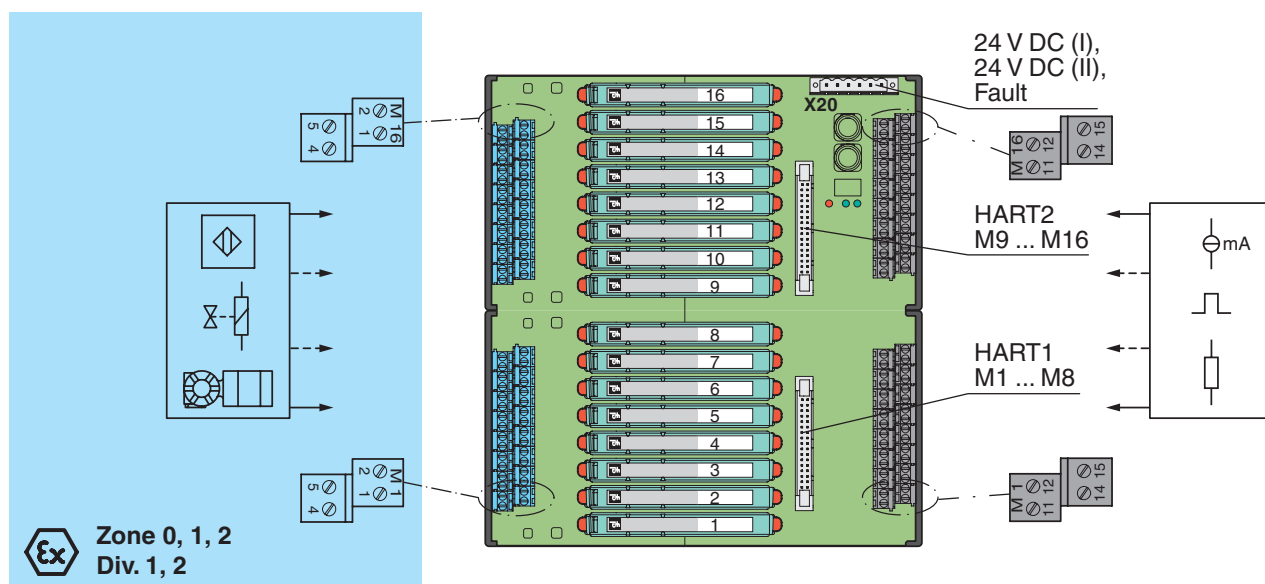 24 V DC (I),
24 V DC (II),
Fault
X20
16
15
14
13
12
11
10
9
8
7
6
5
4
3
2
1
M 16
2 1
5 4
M 16
11 12
14 15
HART2
M9 ... M16
mA
HART1
M1 ... M8
M 1
2 1
5 4
M 1
11 12
14 15
Ex
Zone 0, 1, 2
Div. 1, 2